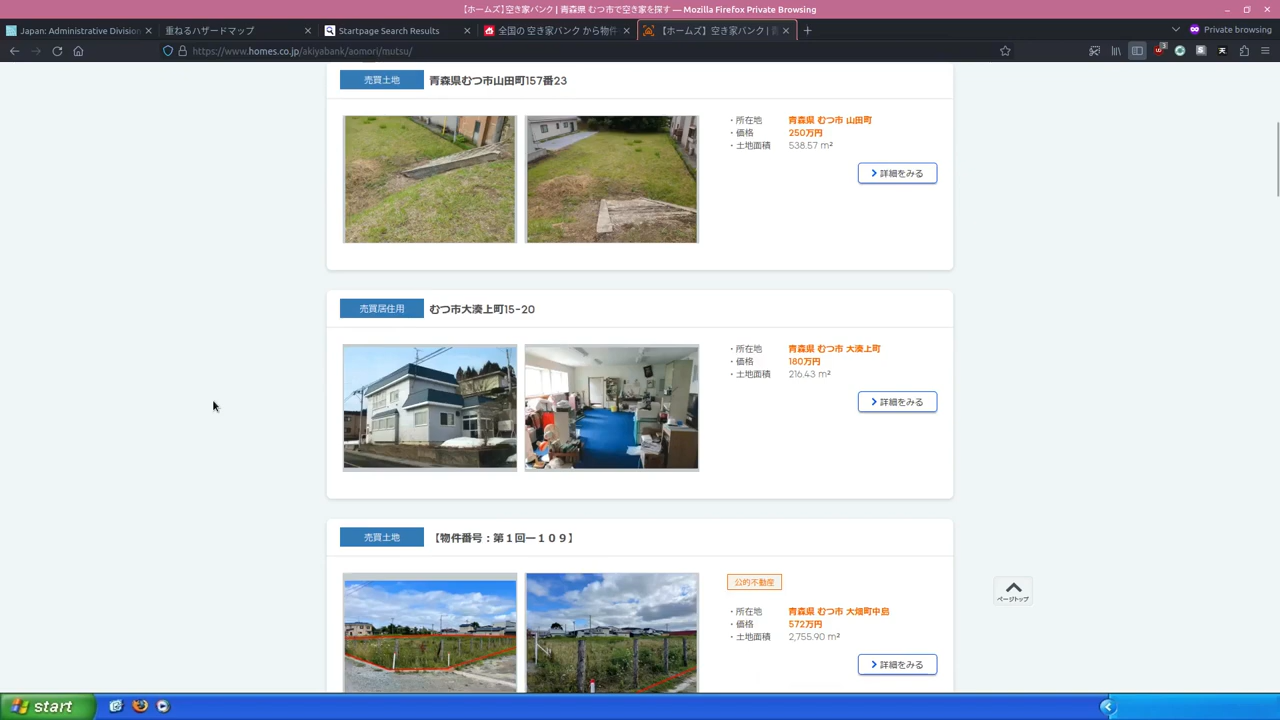 【ホームズ】空き家バンク | 青森県 むつ市で空き家を探す — Mozilla Firefox Private Browsing
Japan: Administrative Division
重ねるハザードマップ
Startpage Search Results
全国の 空き家バンク から物件
【ホームズ】空き家バンク |
Private browsing
https://www.homes.co.jp/akiyabank/aomori/mutsu/
売買土地 青森県むつ市山田町157番23
・所在地 青森県 むつ市 山田町
・価格 250万円
・土地面積 538.57 m²
詳細をみる
売買居住用 むつ市大湊上町15-20
・所在地 青森県 むつ市 大湊上町
・価格 180万円
・土地面積 216.43 m²
詳細をみる
売買土地 【物件番号：第１回ー１０９】
公的不動産
・所在地 青森県 むつ市 大畑町中島
・価格 572万円
・土地面積 2,755.90 m²
詳細をみる
ページトップ
start